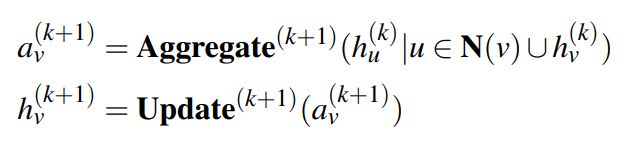 a_v^(k+1) = Aggregate^(k+1)(h_u^(k)|u ∈ N(v) ∪ h_v^(k))
h_v^(k+1) = Update^(k+1)(a_v^(k+1))